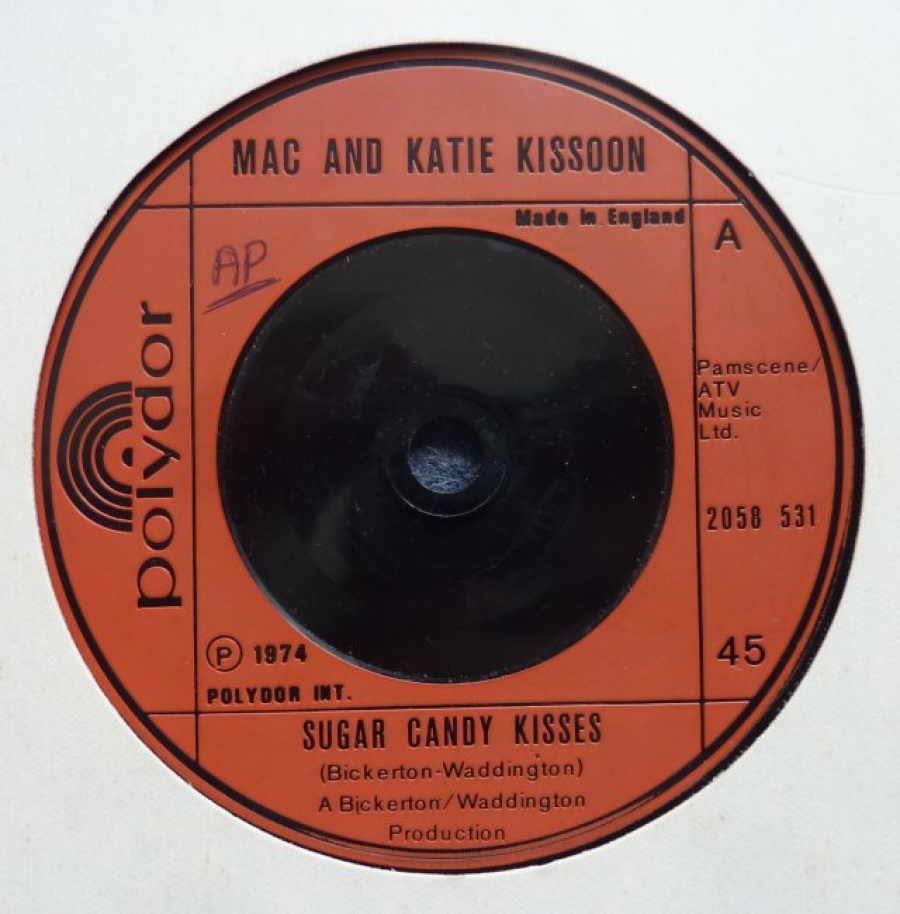 MAC AND KATIE KISSOON
Made in England
A
AP
polydor
Pamscene/
ATV
Music
Ltd.
2058 531
45
Ⓟ 1974
POLYDOR INT.
SUGAR CANDY KISSES
(Bickerton-Waddington)
A Bickerton/Waddington
Production